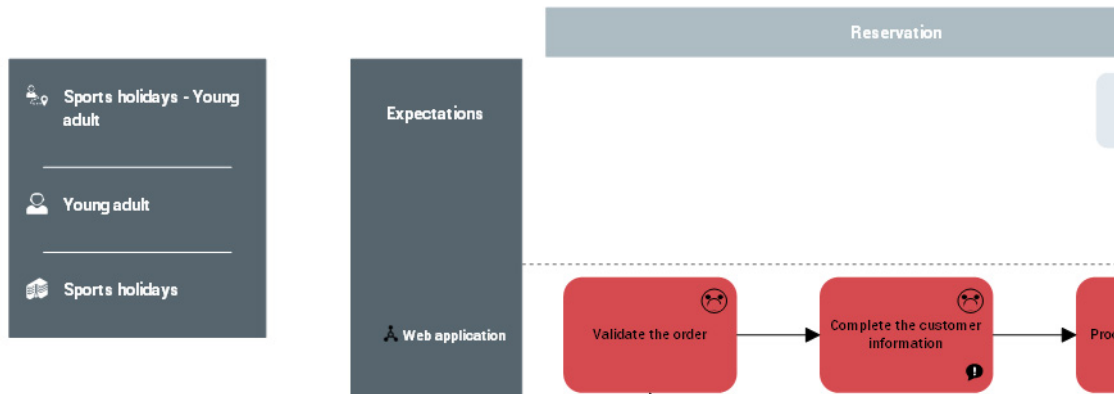 Reservation
Sports holidays - Young
adult
Expectations
Young adult
Sports holidays
Web application
Validate the order
Complete the customer
information